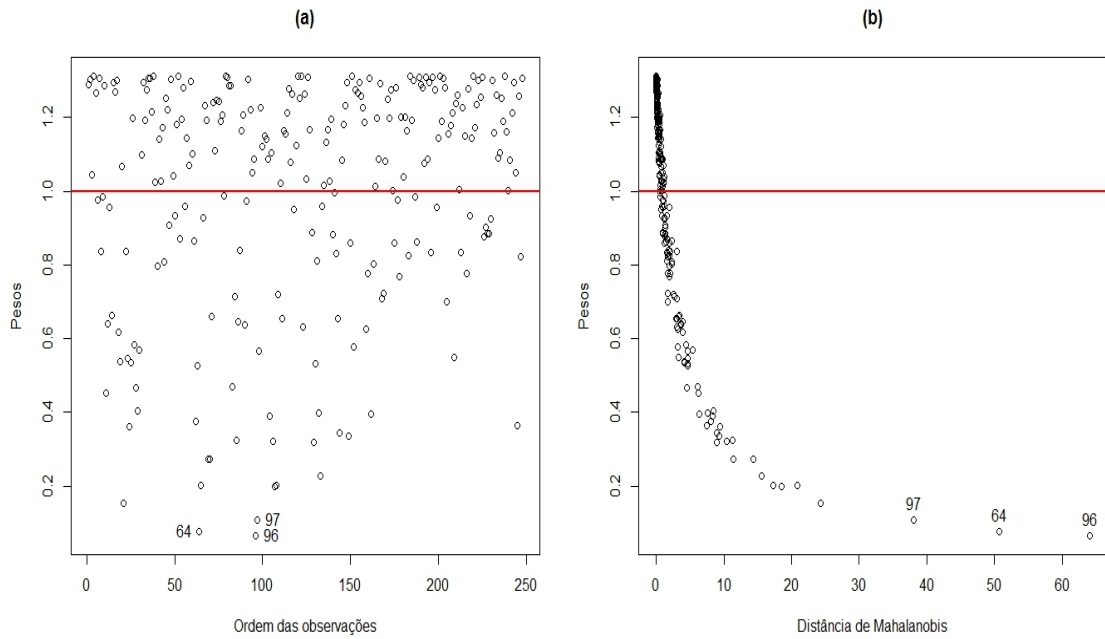 (a)
Pesos
1.2
1.0
0.8
0.6
0.4
0.2
97
64
96
0 50 100 150 200 250
Ordem das observações
(b)
Pesos
1.2
1.0
0.8
0.6
0.4
0.2
97
64
96
0 10 20 30 40 50 60
Distância de Mahalanobis